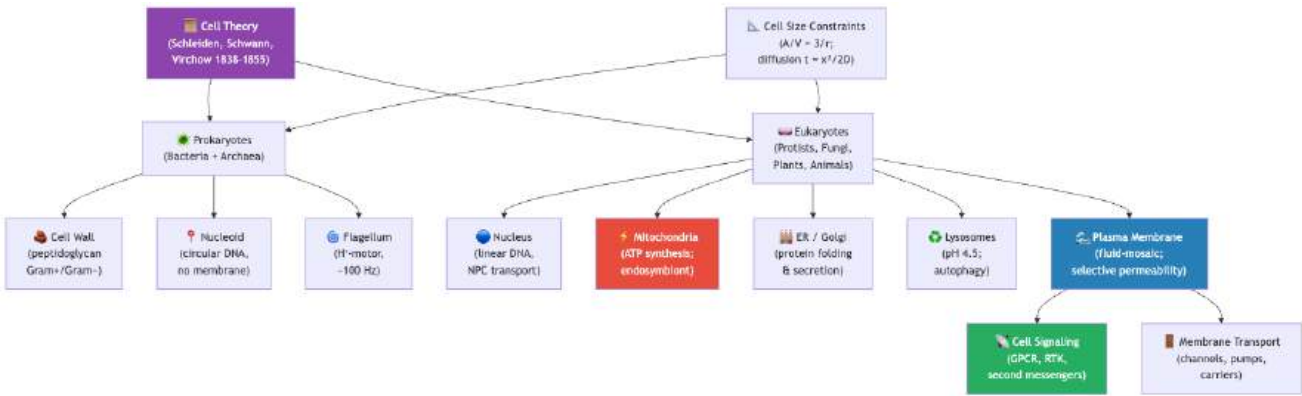 Cell Theory
(Schleiden, Schwann,
Virchow 1838–1855)
Cell Size Constraints
(A/V = 3/r;
diffusion t = x²/2D)
Prokaryotes
(Bacteria + Archaea)
Eukaryotes
(Protists, Fungi,
Plants, Animals)
Cell Wall
(peptidoglycan
Gram+/Gram−)
Nucleoid
(circular DNA,
no membrane)
Flagellum
(H⁺-motor,
~100 Hz)
Nucleus
(linear DNA,
NPC transport)
Mitochondria
(ATP synthesis;
endosymbiont)
ER / Golgi
(protein folding
& secretion)
Lysosomes
(pH 4.5;
autophagy)
Plasma Membrane
(fluid-mosaic;
selective permeability)
Cell Signaling
(GPCR, RTK,
second messengers)
Membrane Transport
(channels, pumps,
carriers)